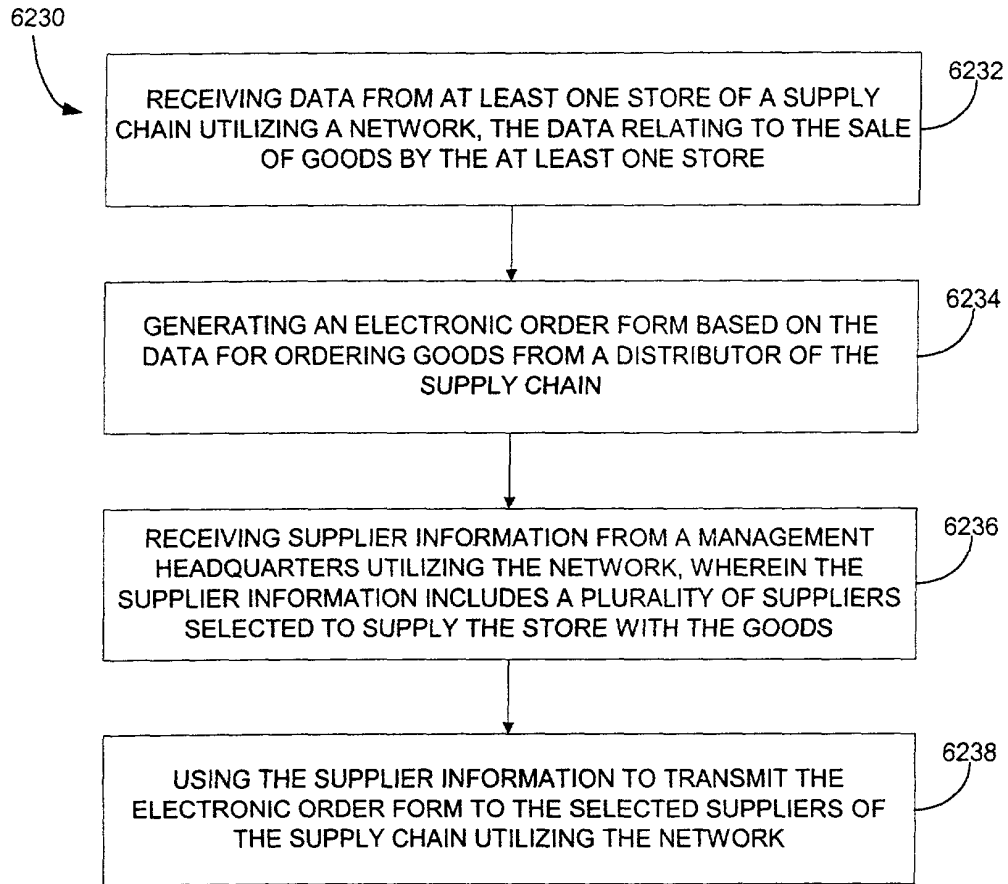 6230
6232
RECEIVING DATA FROM AT LEAST ONE STORE OF A SUPPLY
CHAIN UTILIZING A NETWORK, THE DATA RELATING TO THE SALE
OF GOODS BY THE AT LEAST ONE STORE
6234
GENERATING AN ELECTRONIC ORDER FORM BASED ON THE
DATA FOR ORDERING GOODS FROM A DISTRIBUTOR OF THE
SUPPLY CHAIN
6236
RECEIVING SUPPLIER INFORMATION FROM A MANAGEMENT
HEADQUARTERS UTILIZING THE NETWORK, WHEREIN THE
SUPPLIER INFORMATION INCLUDES A PLURALITY OF SUPPLIERS
SELECTED TO SUPPLY THE STORE WITH THE GOODS
6238
USING THE SUPPLIER INFORMATION TO TRANSMIT THE
ELECTRONIC ORDER FORM TO THE SELECTED SUPPLIERS OF
THE SUPPLY CHAIN UTILIZING THE NETWORK